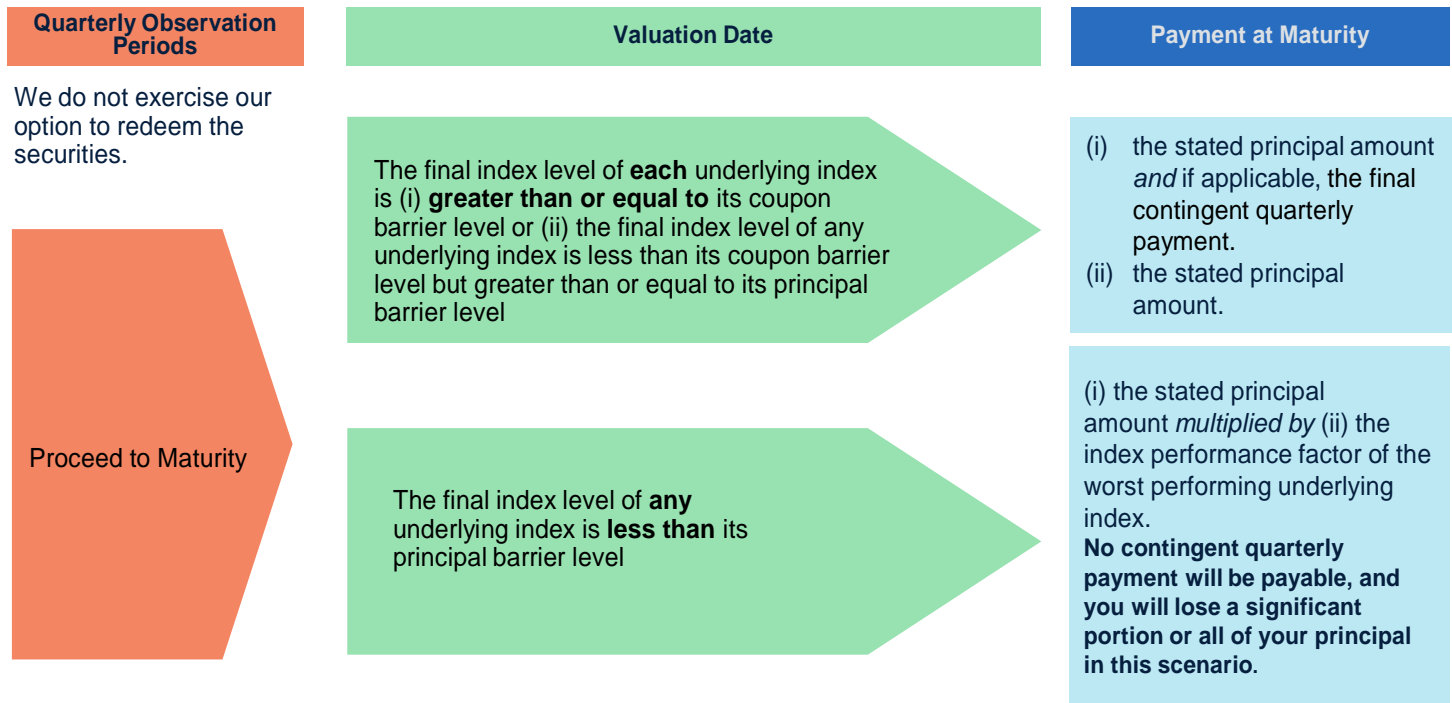 Quarterly Observation
Periods
We do not exercise our
option to redeem the
securities.
Proceed to Maturity
Valuation Date
The final index level of each underlying index
is (i) greater than or equal to its coupon
barrier level or (ii) the final index level of any
underlying index is less than its coupon barrier
level but greater than or equal to its principal
barrier level
The final index level of any
underlying index is less than its
principal barrier level
Payment at Maturity
(i) the stated principal amount
and if applicable, the final
contingent quarterly
payment.
(ii) the stated principal
amount.
(i) the stated principal
amount multiplied by (ii) the
index performance factor of the
worst performing underlying
index.
No contingent quarterly
payment will be payable, and
you will lose a significant
portion or all of your principal
in this scenario.